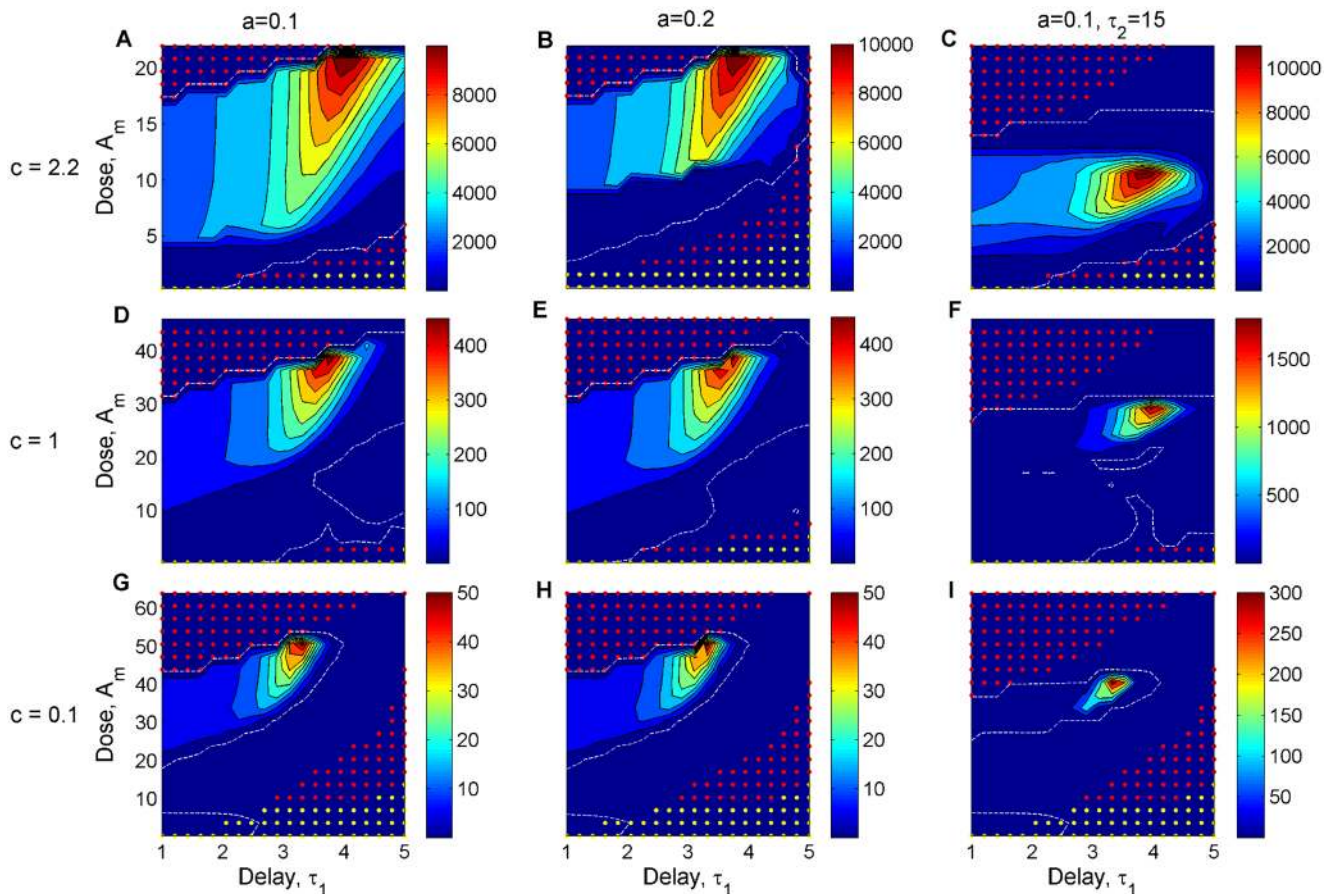 a=0.1
a=0.2
a=0.1, τ₂=15
A
B
C
c = 2.2
Dose, A_m
20
15
10
5
8000
6000
4000
2000
10000
8000
6000
4000
2000
10000
8000
6000
4000
2000
D
E
F
c = 1
Dose, A_m
40
30
20
10
400
300
200
100
400
300
200
100
1500
1000
500
G
H
I
c = 0.1
Dose, A_m
60
50
40
30
20
10
50
40
30
20
10
50
40
30
20
10
300
250
200
150
100
50
1 2 3 4 5
1 2 3 4 5
1 2 3 4 5
Delay, τ₁
Delay, τ₁
Delay, τ₁